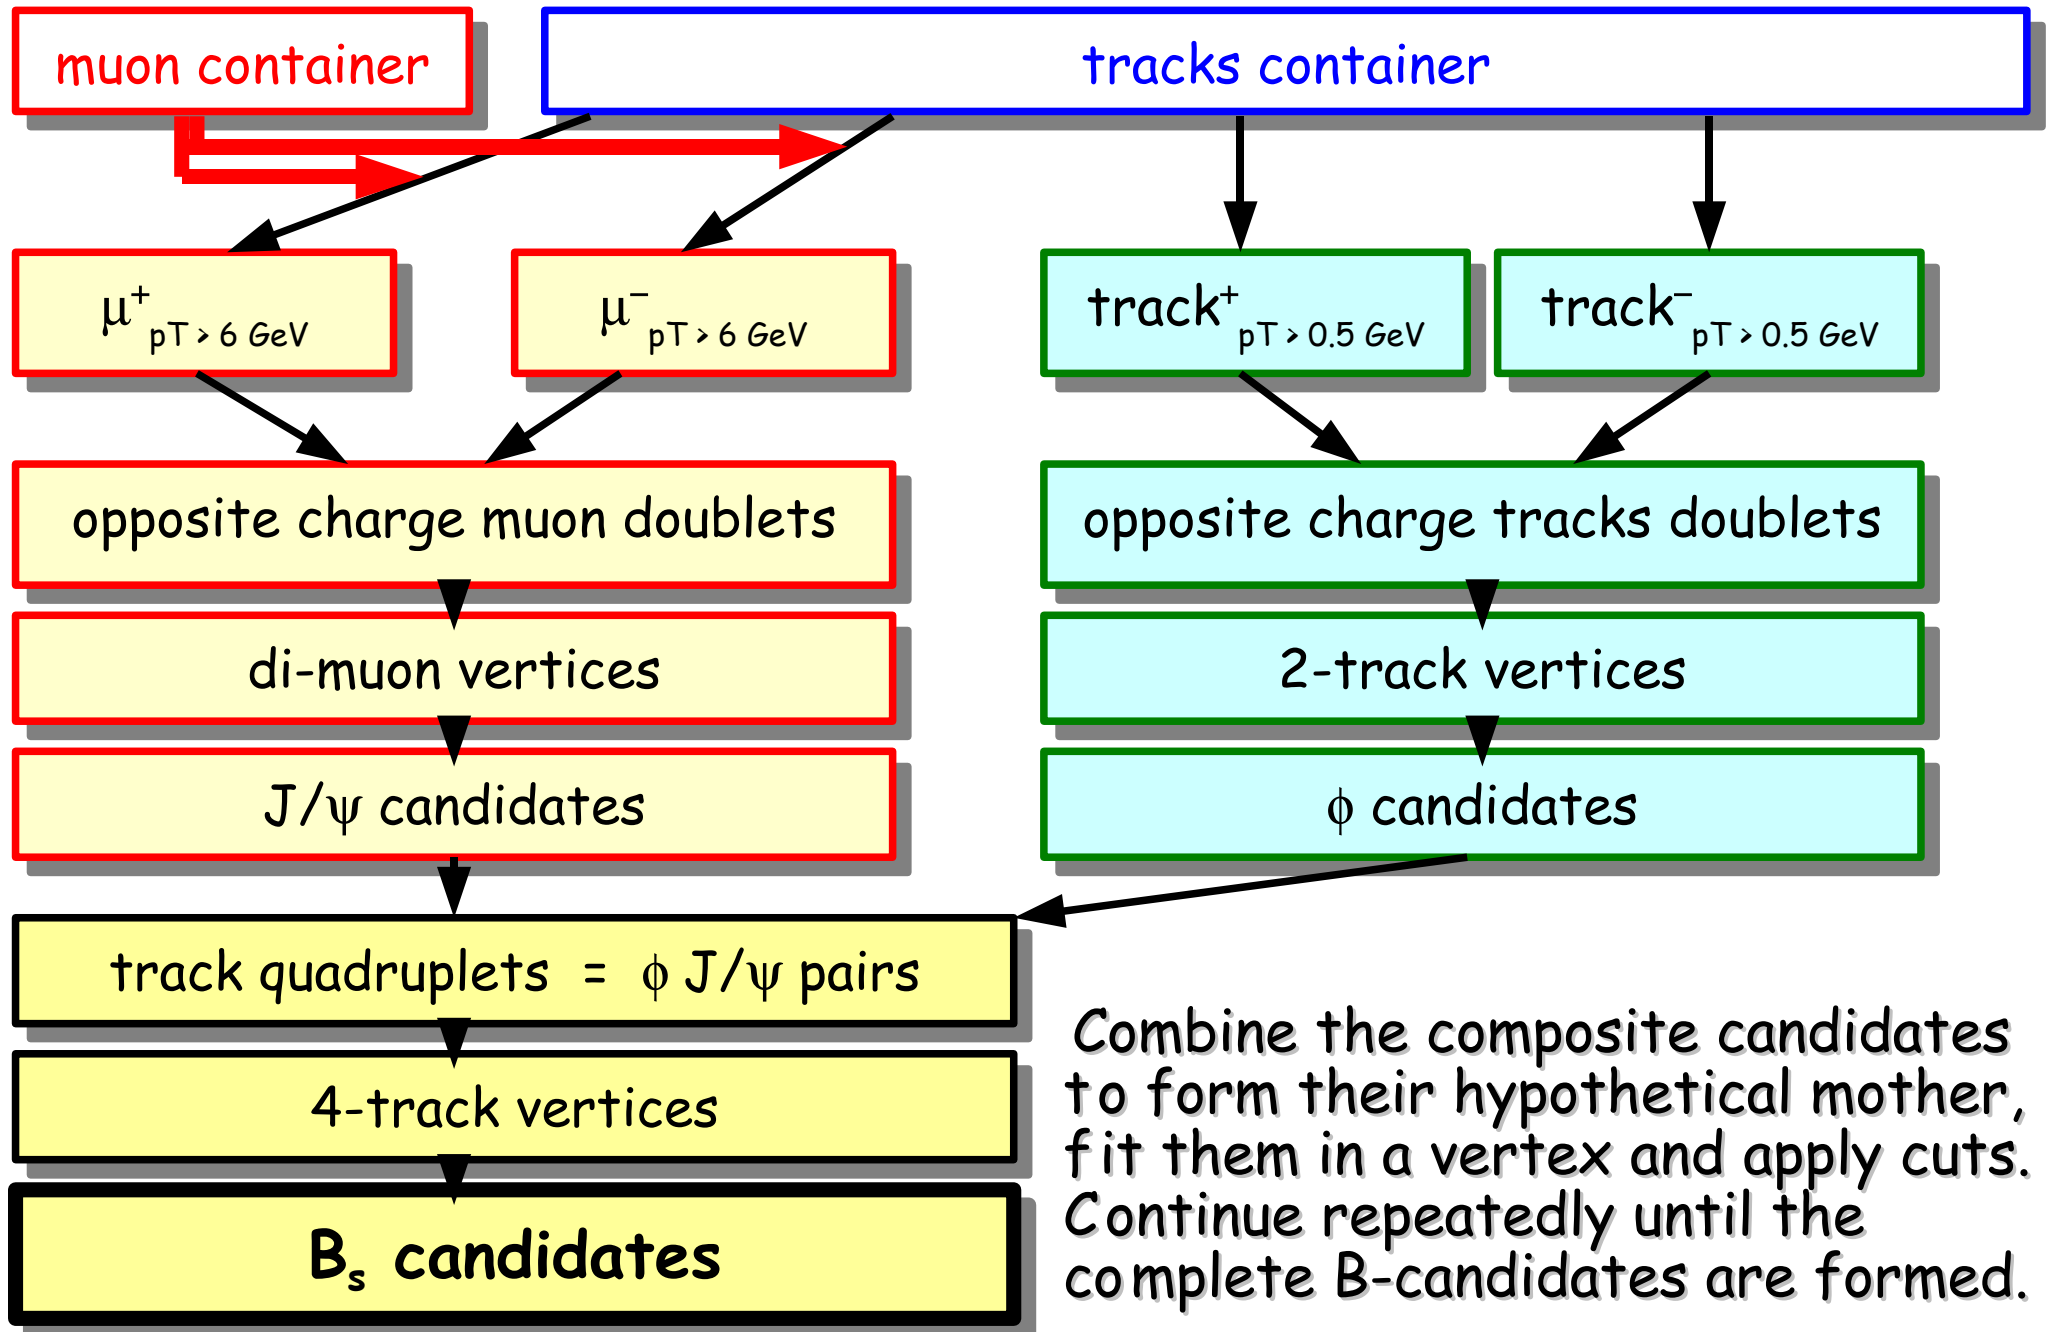 muon container
tracks container
μ⁺ pT > 6 GeV
μ⁻ pT > 6 GeV
track⁺ pT > 0.5 GeV
track⁻ pT > 0.5 GeV
opposite charge muon doublets
opposite charge tracks doublets
di-muon vertices
2-track vertices
J/ψ candidates
ϕ candidates
track quadruplets = ϕ J/ψ pairs
4-track vertices
Bₛ candidates
Combine the composite candidates
to form their hypothetical mother,
fit them in a vertex and apply cuts.
Continue repeatedly until the
complete B-candidates are formed.